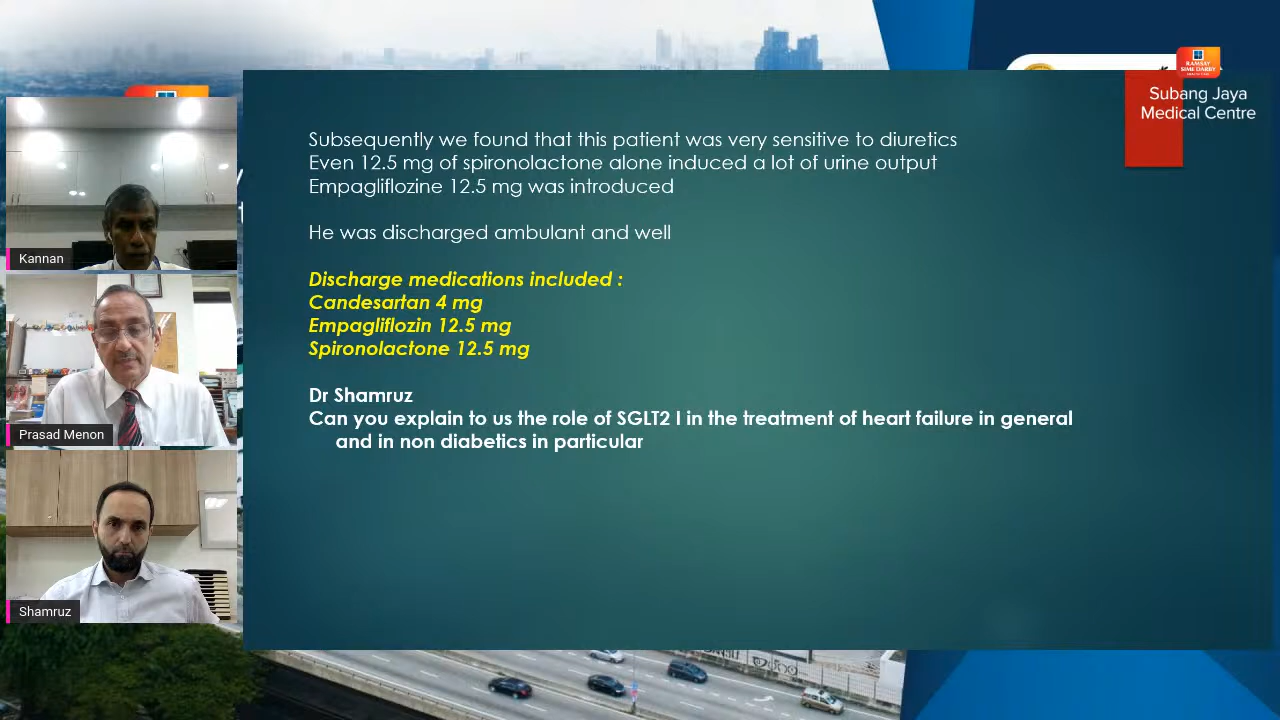 RAMSAY
SIME DARBY
Subang Jaya
Medical Centre
Subsequently we found that this patient was very sensitive to diuretics
Even 12.5 mg of spironolactone alone induced a lot of urine output
Empagliflozine 12.5 mg was introduced
He was discharged ambulant and well
Discharge medications included :
Candesartan 4 mg
Empagliflozin 12.5 mg
Spironolactone 12.5 mg
Dr Shamruz
Can you explain to us the role of SGLT2 I in the treatment of heart failure in general
and in non diabetics in particular
Kannan
Prasad Menon
Shamruz